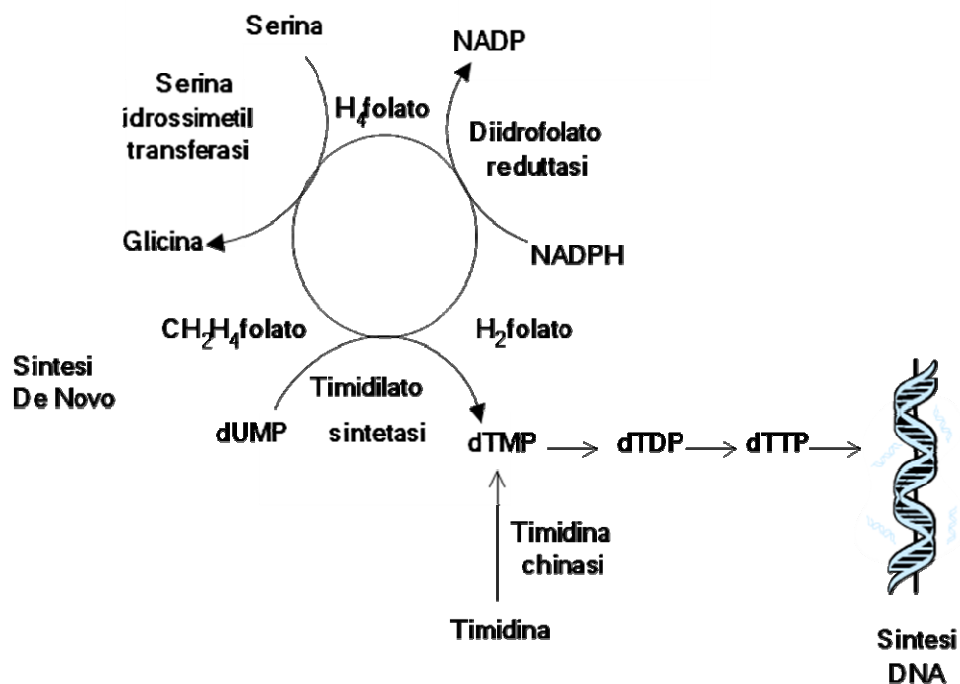 Serina
NADP
Serina
idrossimetil
transferasi
H4folato
Diidrofolato
reduttasi
Glicina
NADPH
CH2H4folato
H2folato
Sintesi
De Novo
Timidilato
sintetasi
dUMP
dTMP
dTDP
dTTP
Timidina
chinasi
Timidina
Sintesi
DNA